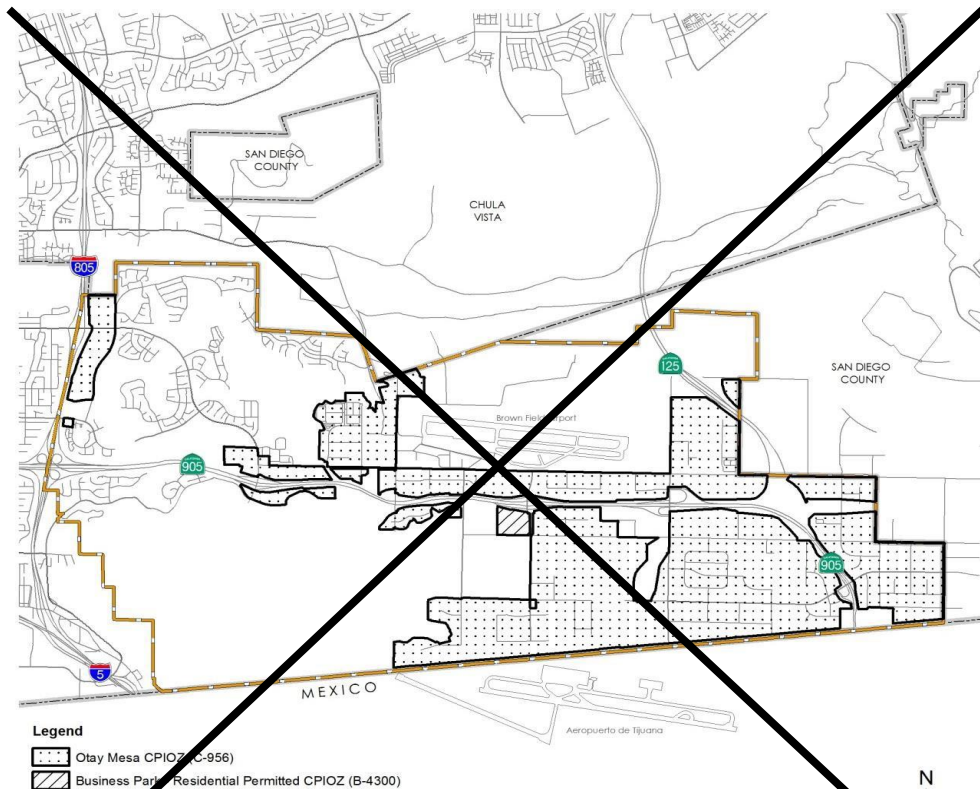 SAN DIEGO
COUNTY
CHULA
VISTA
805
125
SAN DIEGO
COUNTY
Brown Field Airport
905
905
5
MEXICO
Aeropuerto de Tijuana
Legend
Otay Mesa CPIOZ (C-956)
Business Park, Residential Permitted CPIOZ (B-4300)
N